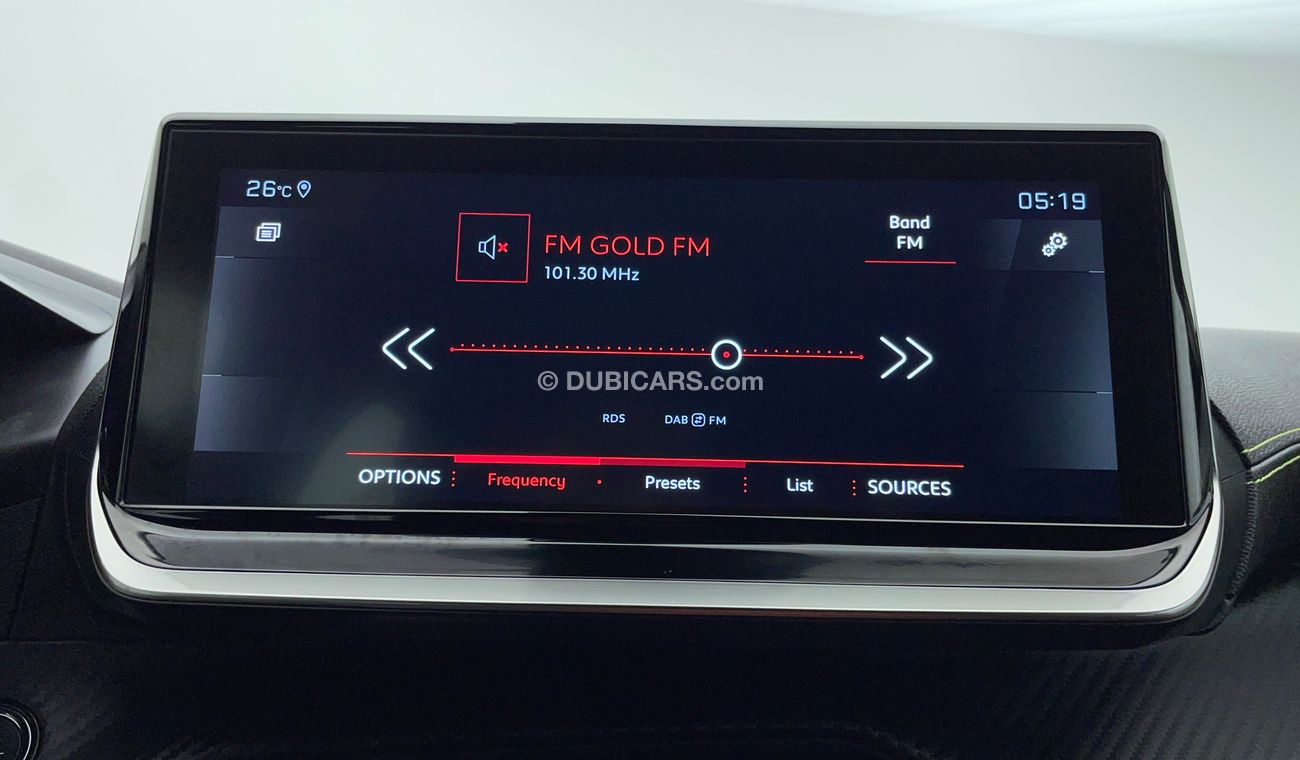 26°C
05:19
FM GOLD FM
101.30 MHz
Band
FM
© DUBICARS.com
RDS
DAB FM
OPTIONS
Frequency
Presets
List
SOURCES